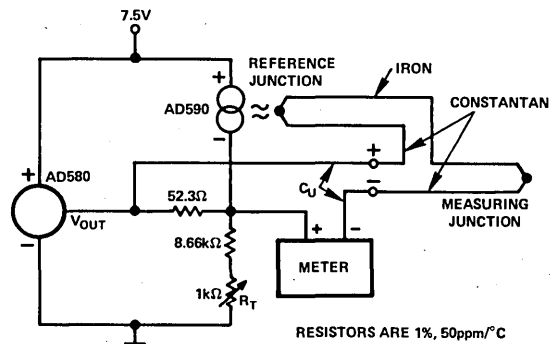 7.5V
+
REFERENCE
JUNCTION
IRON
AD590
≈
CONSTANTAN
-
+
AD580
+
52.3Ω
VOUT
CU
-
MEASURING
JUNCTION
-
8.66kΩ
+ -
METER
1kΩ RT
RESISTORS ARE 1%, 50ppm/°C